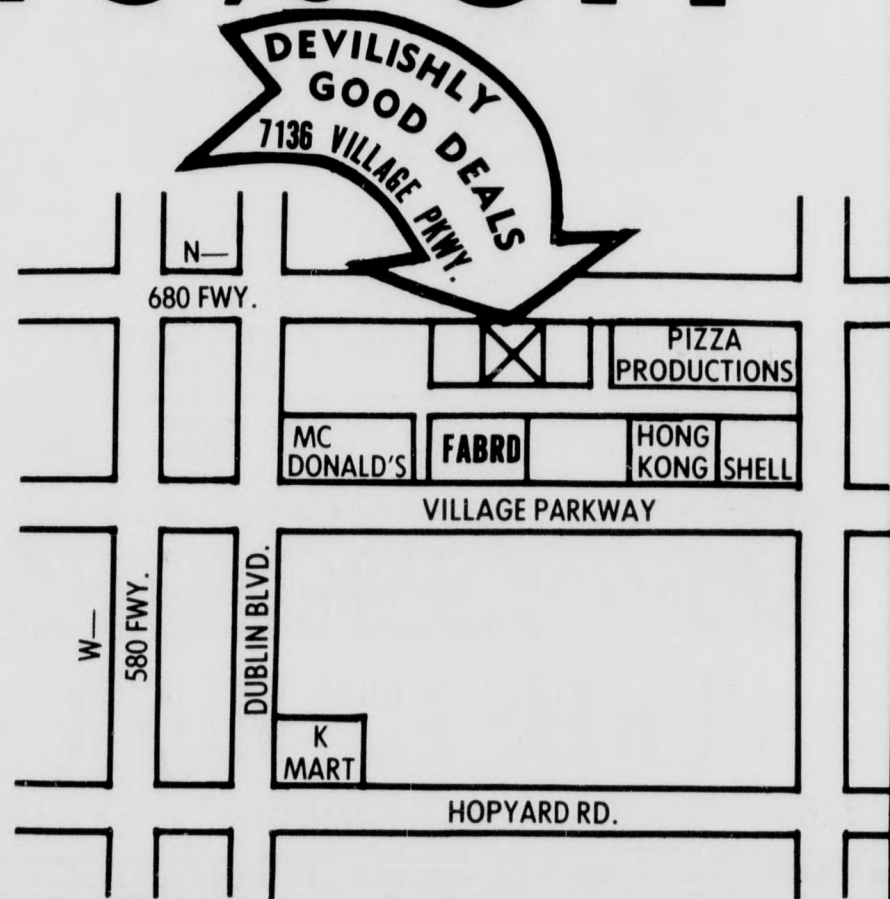 DEVILISHLY
GOOD DEALS
7136 VILLAGE PKWY.
N—
680 FWY.
PIZZA
PRODUCTIONS
MC
DONALD'S
FABRD
HONG
KONG
SHELL
VILLAGE PARKWAY
W—
580 FWY.
DUBLIN BLVD.
K
MART
HOPYARD RD.